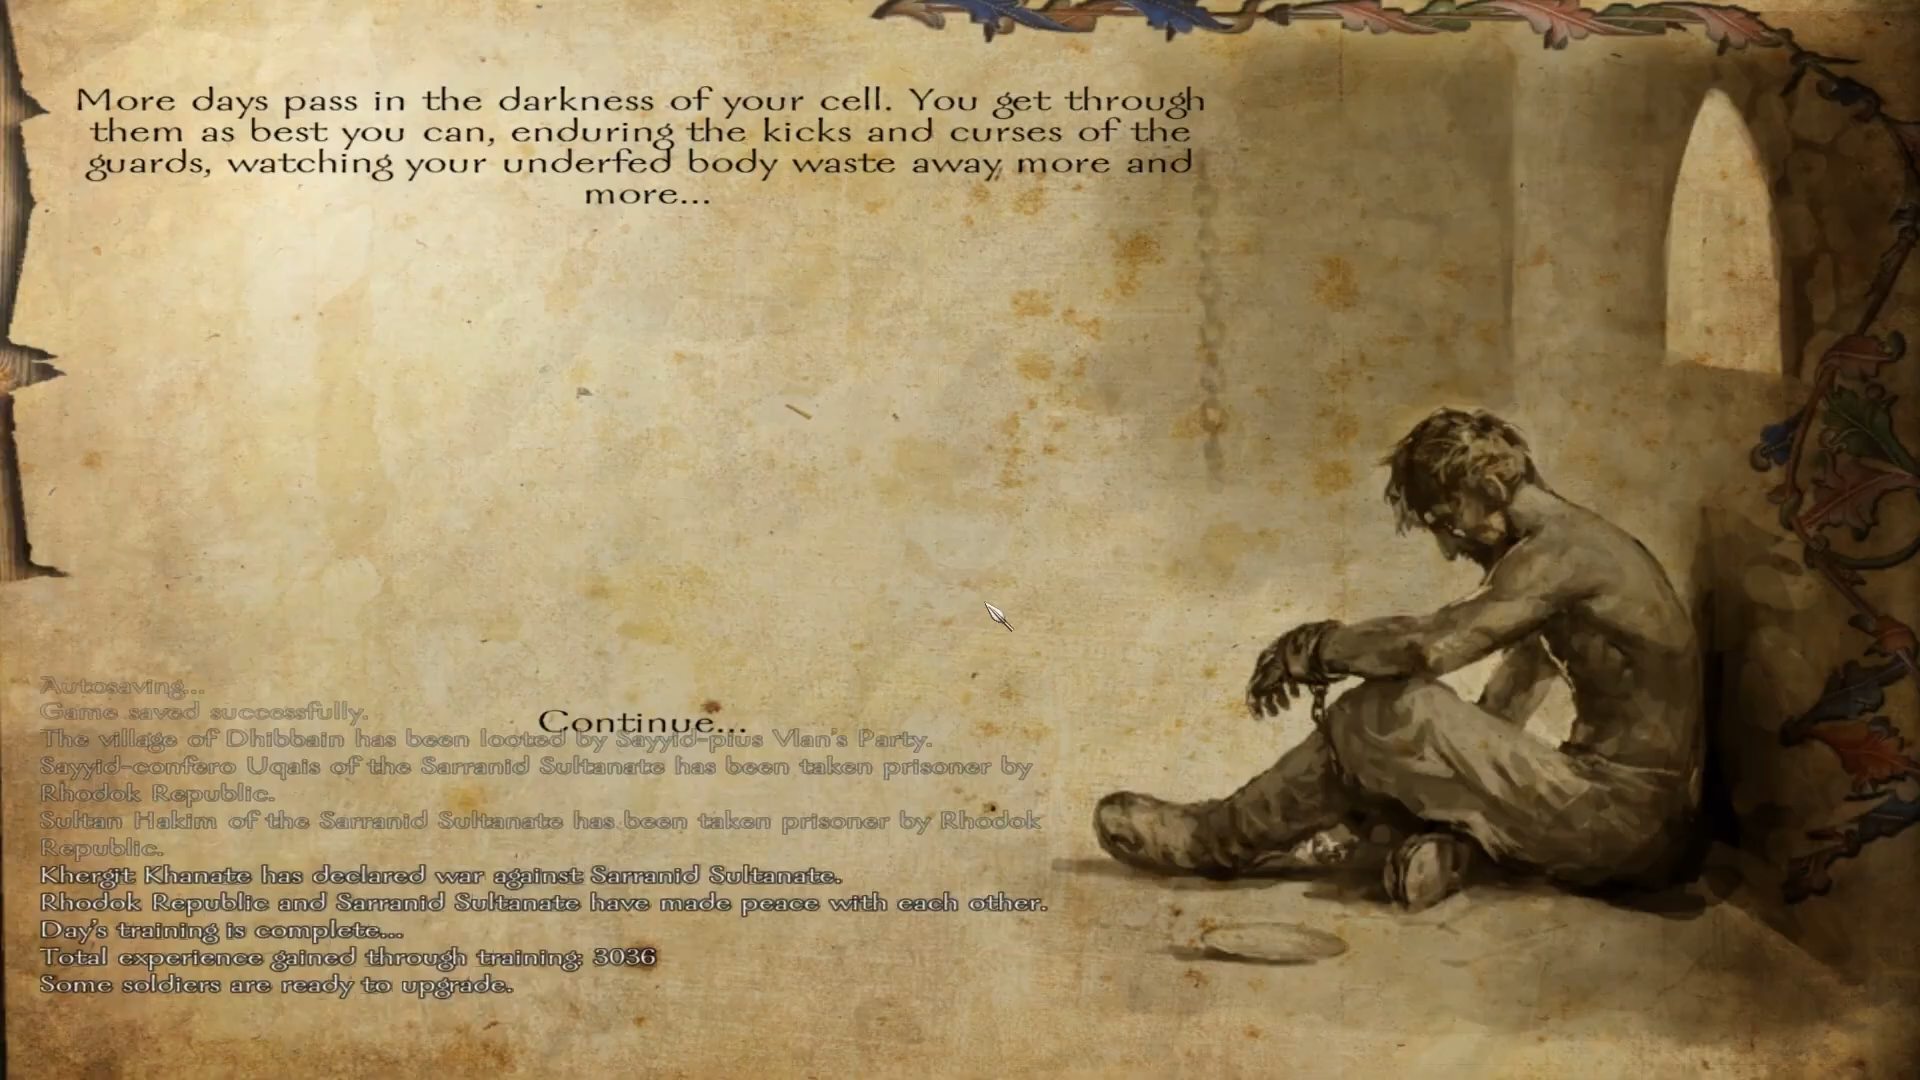 More days pass in the darkness of your cell. You get through
them as best you can, enduring the kicks and curses of the
guards, watching your underfed body waste away more and
more...
Continue...
Autosaving...
Game saved successfully.
The village of Dhibbain has been looted by Sayyid-pius Vlan's Party.
Sayyid-confero Uqais of the Sarranid Sultanate has been taken prisoner by
Rhodok Republic.
Sultan Hakim of the Sarranid Sultanate has been taken prisoner by Rhodok
Republic.
Khergit Khanate has declared war against Sarranid Sultanate.
Rhodok Republic and Sarranid Sultanate have made peace with each other.
Day's training is complete...
Total experience gained through training: 3036
Some soldiers are ready to upgrade.